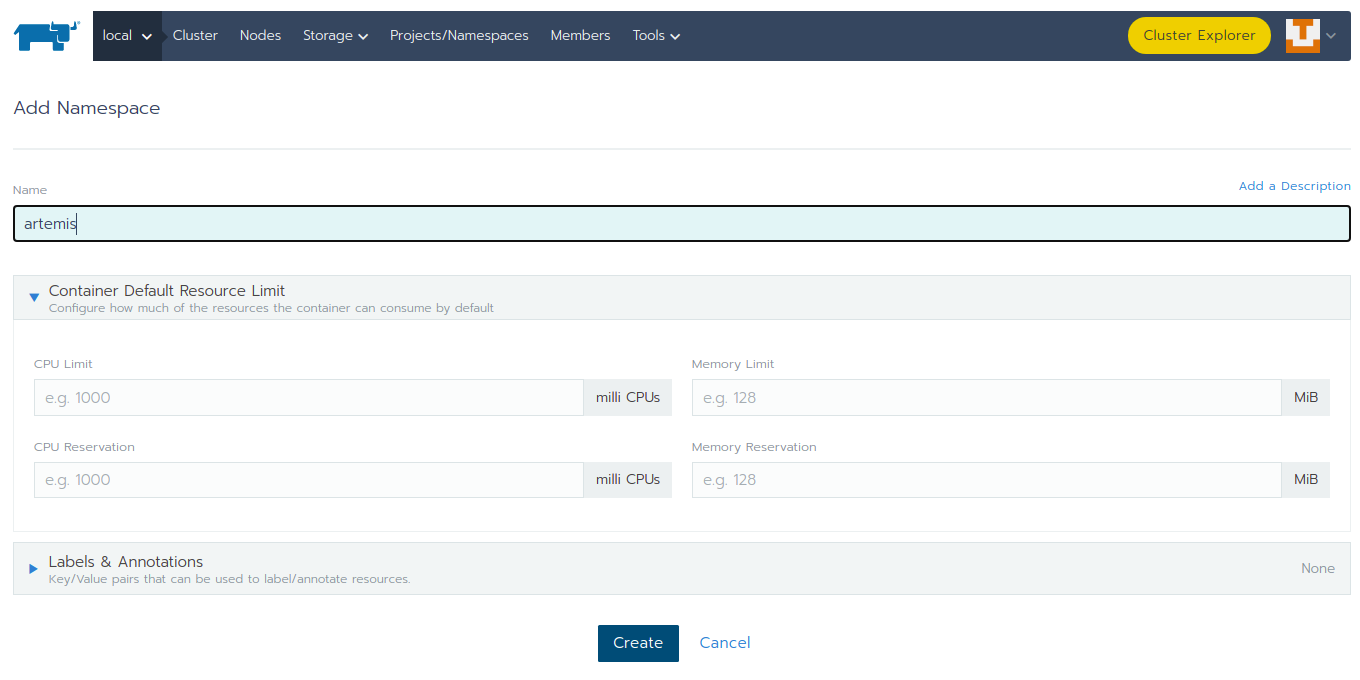 local Cluster Nodes Storage Projects/Namespaces Members Tools Cluster Explorer
Add Namespace
Name Add a Description
artemis
Container Default Resource Limit
Configure how much of the resources the container can consume by default
CPU Limit Memory Limit
e.g. 1000 milli CPUs e.g. 128 MiB
CPU Reservation Memory Reservation
e.g. 1000 milli CPUs e.g. 128 MiB
Labels & Annotations
Key/Value pairs that can be used to label/annotate resources.
None
Create Cancel